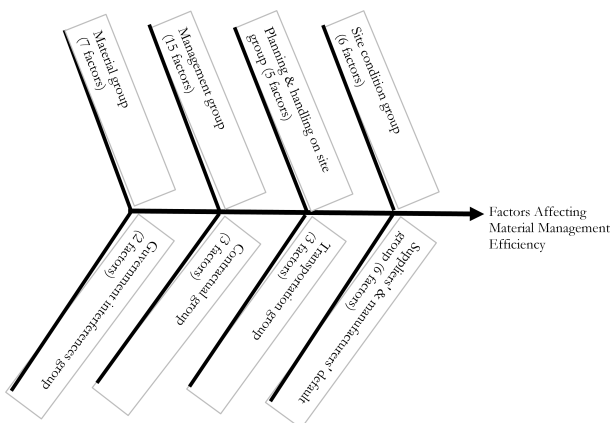 Material group
(7 factors)
Management group
(15 factors)
Planning & handling on site
group (5 factors)
Site condition group
(6 factors)
Factors Affecting
Material Management
Efficiency
Guvernment interferences group
(2 factors)
Contractual group
(3 factors)
Transportation group
(3 factors)
Suppliers' & manufacturers' default
group (6 factors)